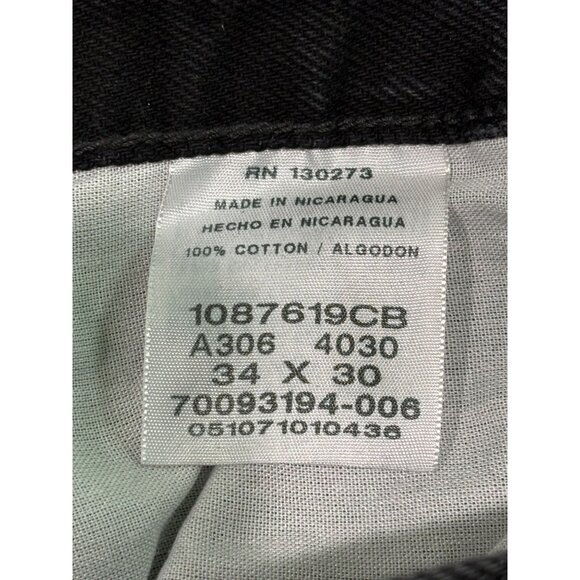 RN 130273
MADE IN NICARAGUA
HECHO EN NICARAGUA
100% COTTON / ALGODON
1087619CB
A306 4030
34 X 30
70093194-006
051071010436